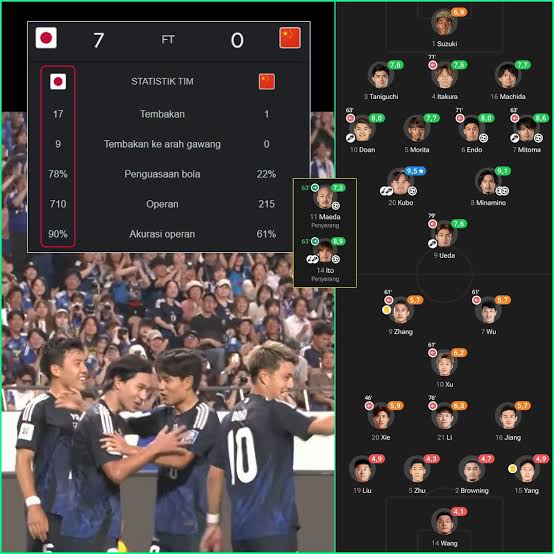 7 FT 0
STATISTIK TIM
17 Tembakan 1
9 Tembakan ke arah gawang 0
78% Penguasaan bola 22%
710 Operan 215
90% Akurasi operan 61%
63' 7,3
11 Maeda
Penyerang
63' 8,9
14 Ito
Penyerang
10
6,9
1 Suzuki
7,6 71' 7,5 7,7
3 Taniguchi 4 Itakura 16 Machida
63' 8,0 7,7 71' 8,0 63' 8,6
10 Doan 5 Morita 6 Endo 7 Mitoma
9,5 9,1
20 Kubo 8 Minamino
79' 7,6
9 Ueda
61' 5,7 61' 5,7
9 Zhang 7 Wu
61' 6,2
10 Xu
46' 5,9 76' 6,3 5,7
20 Xie 21 Li 16 Jiang
4,9 4,3 4,7 4,9
19 Liu 5 Zhu 2 Browning 15 Yang
4,1
14 Wang